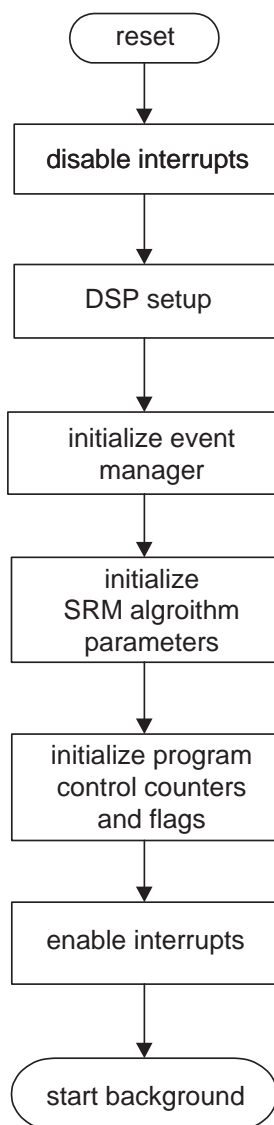 reset
disable interrupts
DSP setup
initialize event
manager
initialize
SRM algroithm
parameters
initialize program
control counters
and flags
enable interrupts
start background